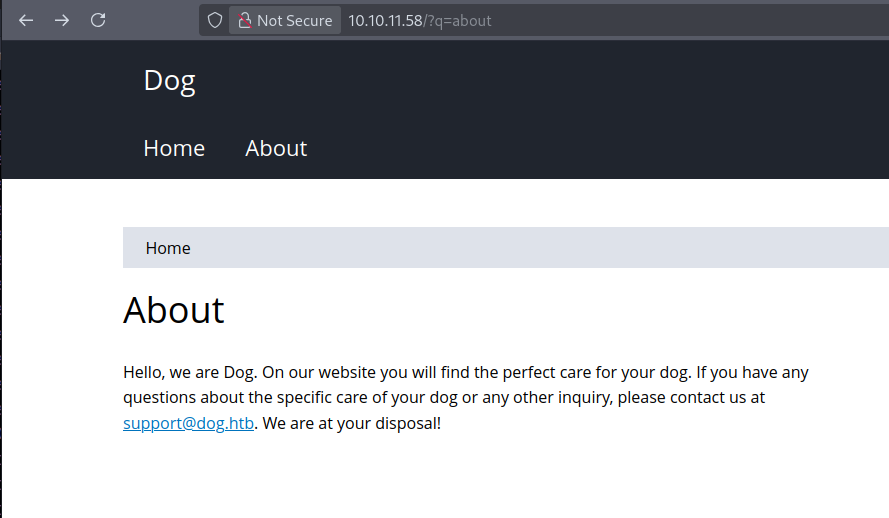 Not Secure 10.10.11.58/?q=about
Dog
Home About
Home
About
Hello, we are Dog. On our website you will find the perfect care for your dog. If you have any
questions about the specific care of your dog or any other inquiry, please contact us at
support@dog.htb. We are at your disposal!